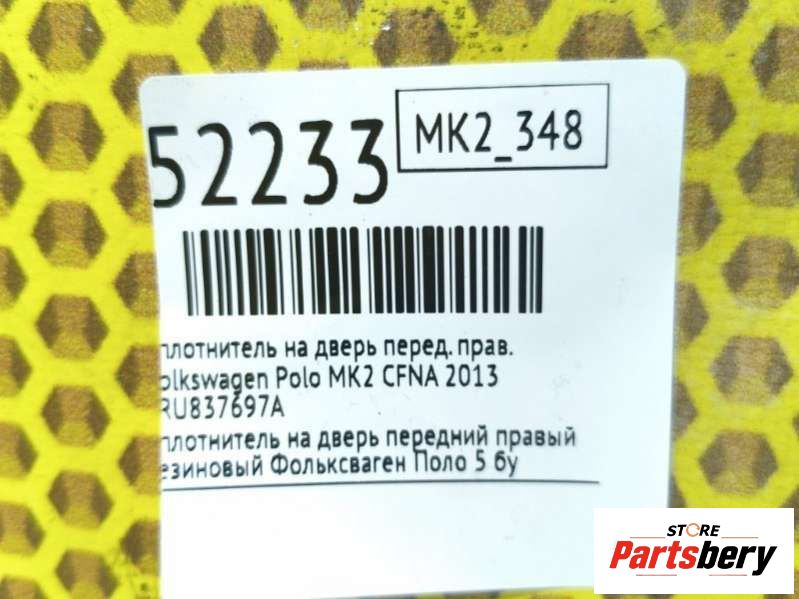 52233
MK2_348
плотнитель на дверь перед. прав.
olkswagen Polo MK2 CFNA 2013
RU837697A
плотнитель на дверь передний правый
езиновый Фольксваген Поло 5 бу
STORE
Partsbery